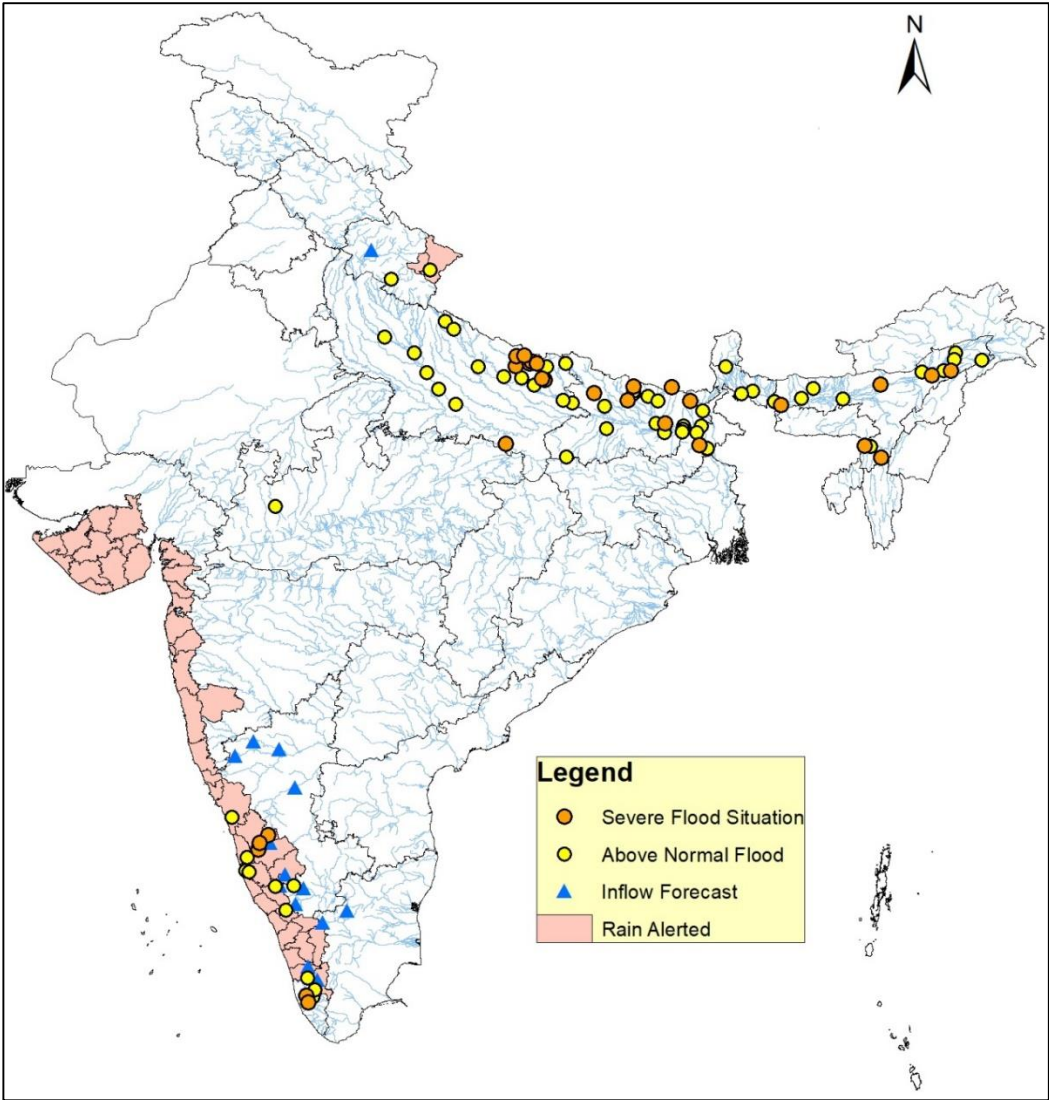 N
Legend
Severe Flood Situation
Above Normal Flood
Inflow Forecast
Rain Alerted